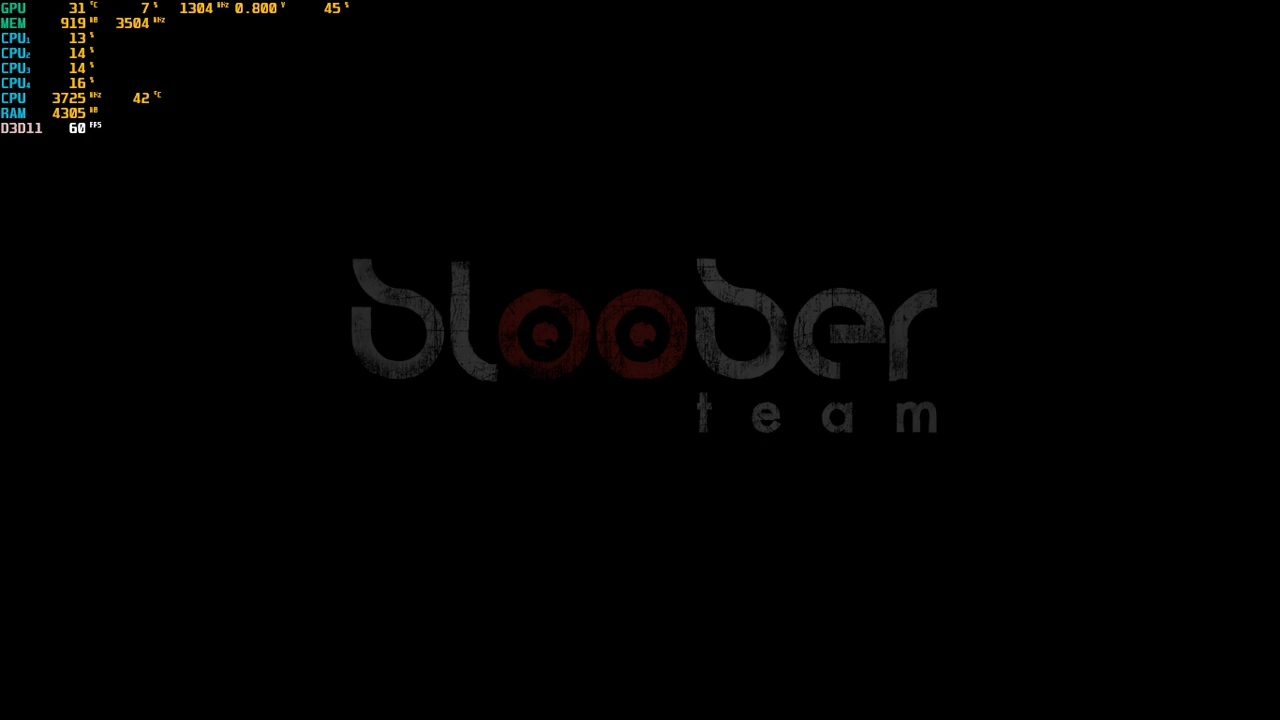 GPU 31 °C 7 % 1304 MHz 0.800 V 45 %
MEM 919 MB 3504 MHz
CPU1 13 %
CPU2 14 %
CPU3 14 %
CPU4 16 %
CPU 3725 MHz 42 °C
RAM 4305 MB
D3D11 60 FPS
bloober
team